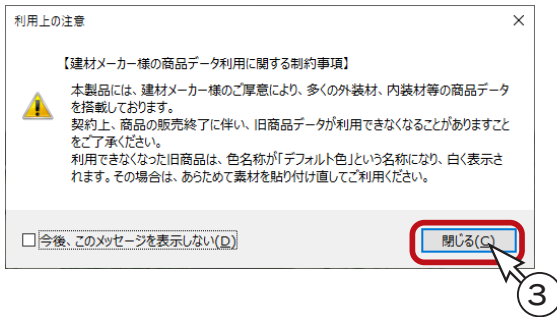 利用上の注意
【建材メーカー様の商品データ利用に関する制約事項】
本製品には、建材メーカー様のご厚意により、多くの外装材、内装材等の商品データ
を搭載しております。
契約上、商品の販売終了に伴い、旧商品データが利用できなくなることがありますこと
をご了承ください。
利用できなくなった旧商品は、色名称が「デフォルト色」という名称になり、白く表示さ
れます。その場合は、あらためて素材を貼り付け直してご利用ください。
今後、このメッセージを表示しない(D)
閉じる(C)
3